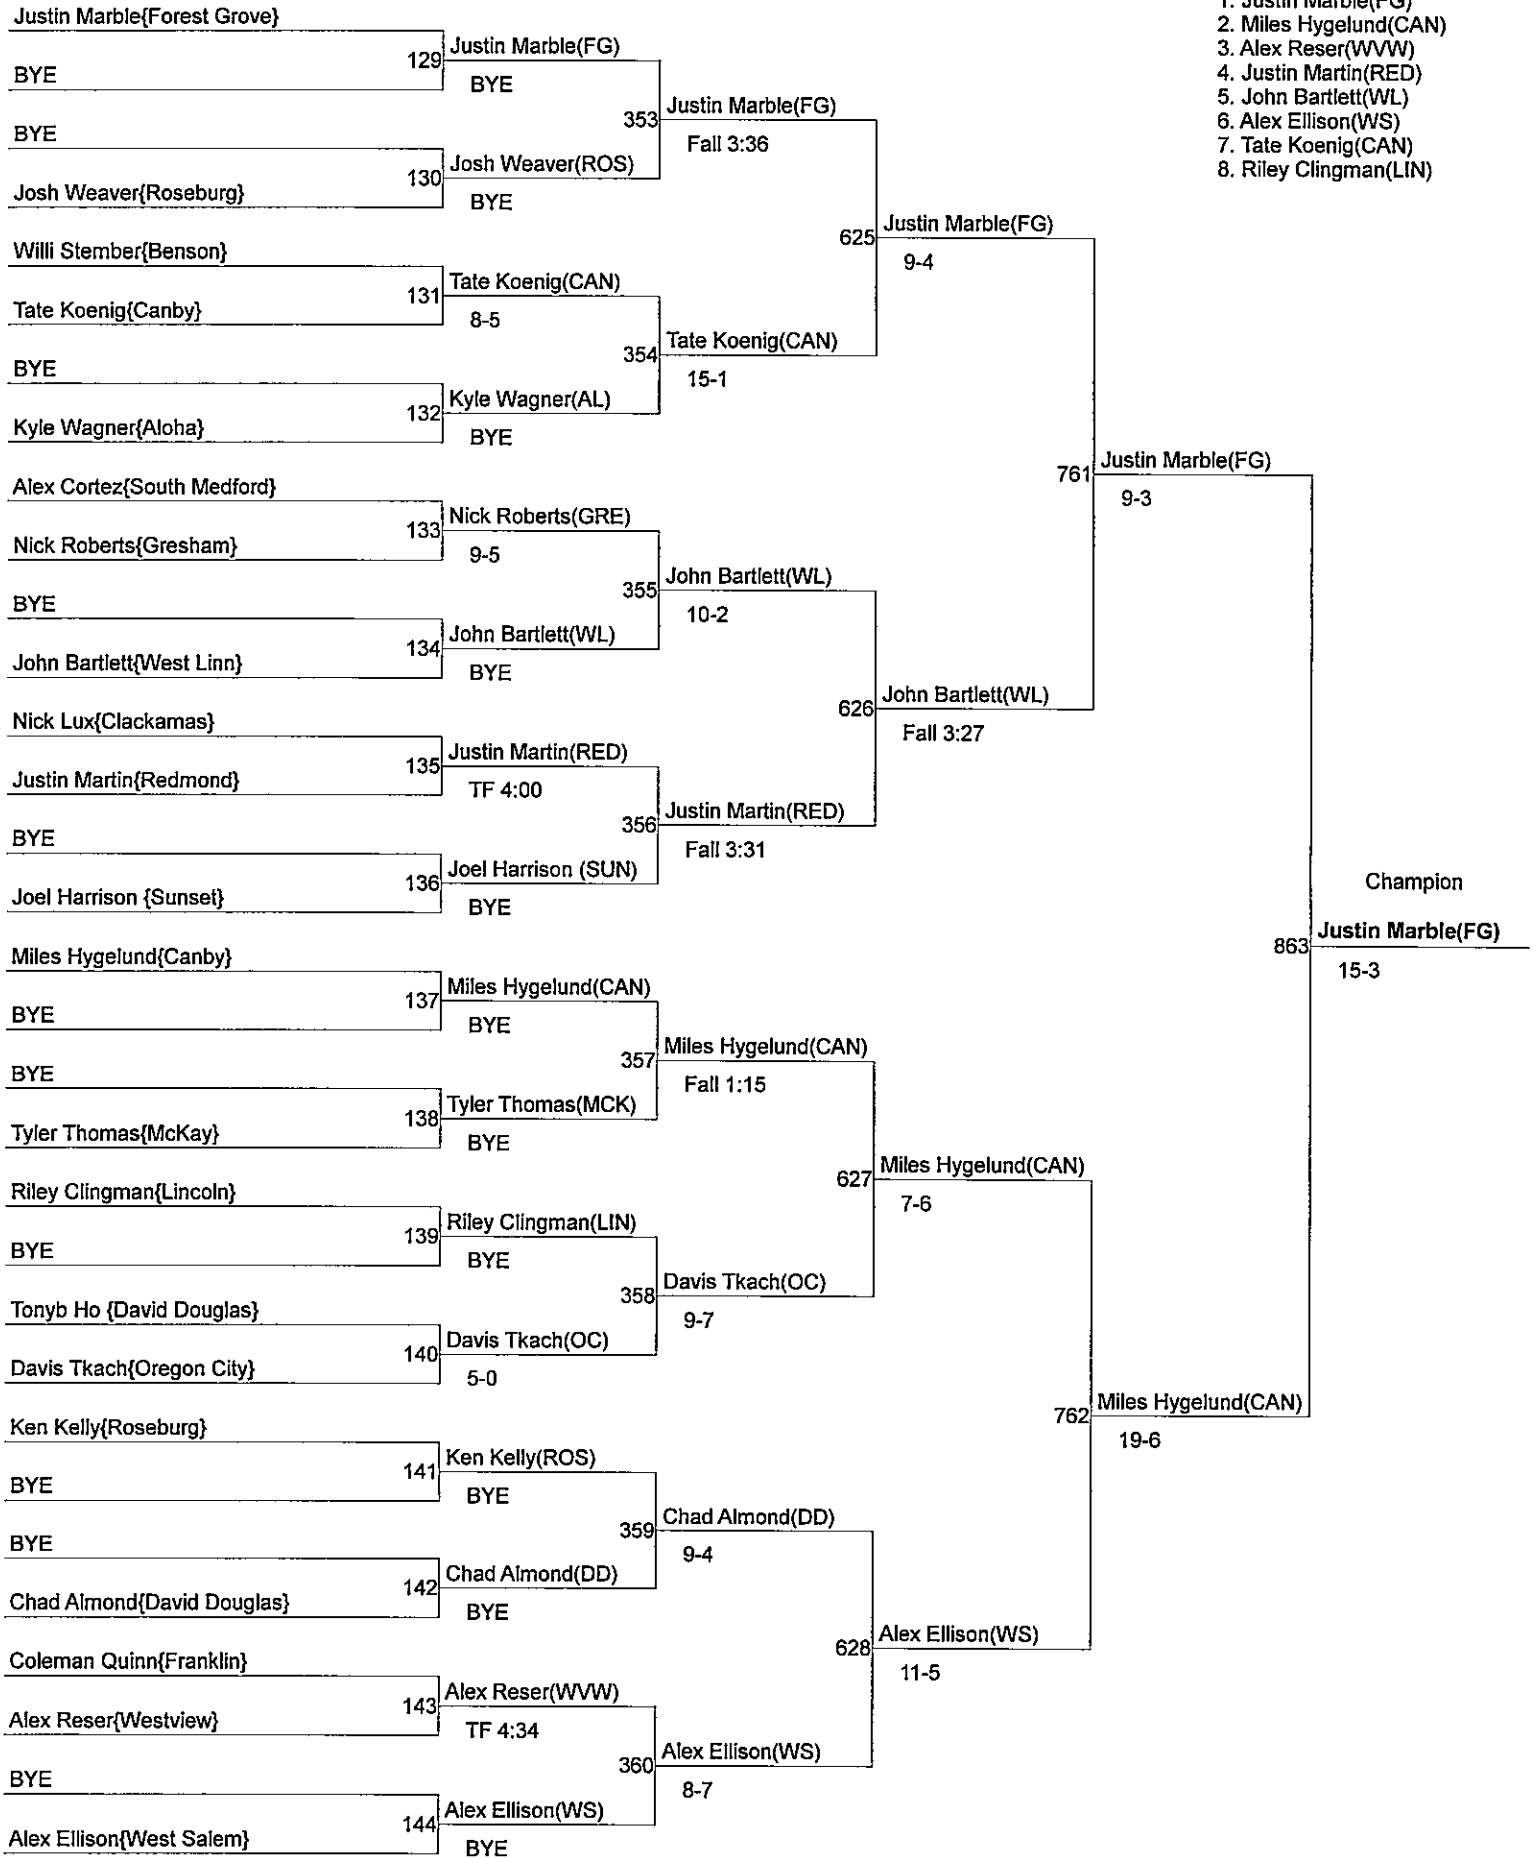 Justin Marble{Forest Grove}
BYE
BYE
Josh Weaver{Roseburg}
Willi Stember{Benson}
Tate Koenig{Canby}
BYE
Kyle Wagner{Aloha}
Alex Cortez{South Medford}
Nick Roberts{Gresham}
BYE
John Bartlett{West Linn}
Nick Lux{Clackamas}
Justin Martin{Redmond}
BYE
Joel Harrison {Sunset}
Miles Hygelund{Canby}
BYE
BYE
Tyler Thomas{McKay}
Riley Clingman{Lincoln}
BYE
Tonyb Ho {David Douglas}
Davis Tkach{Oregon City}
Ken Kelly{Roseburg}
BYE
BYE
Chad Almond{David Douglas}
Coleman Quinn{Franklin}
Alex Reser{Westview}
BYE
Alex Ellison{West Salem}
129 Justin Marble(FG)
BYE
130 Josh Weaver(ROS)
BYE
131 Tate Koenig(CAN)
8-5
132 Kyle Wagner(AL)
BYE
133 Nick Roberts(GRE)
9-5
134 John Bartlett(WL)
BYE
135 Justin Martin(RED)
TF 4:00
136 Joel Harrison (SUN)
BYE
137 Miles Hygelund(CAN)
BYE
138 Tyler Thomas(MCK)
BYE
139 Riley Clingman(LIN)
BYE
140 Davis Tkach(OC)
5-0
141 Ken Kelly(ROS)
BYE
142 Chad Almond(DD)
BYE
143 Alex Reser(WVW)
TF 4:34
144 Alex Ellison(WS)
BYE
353 Justin Marble(FG)
Fall 3:36
354 Tate Koenig(CAN)
15-1
355 John Bartlett(WL)
10-2
356 Justin Martin(RED)
Fall 3:31
357 Miles Hygelund(CAN)
Fall 1:15
358 Davis Tkach(OC)
9-7
359 Chad Almond(DD)
9-4
360 Alex Ellison(WS)
8-7
625 Justin Marble(FG)
9-4
626 John Bartlett(WL)
Fall 3:27
627 Miles Hygelund(CAN)
7-6
628 Alex Ellison(WS)
11-5
761 Justin Marble(FG)
9-3
762 Miles Hygelund(CAN)
19-6
Champion
863 Justin Marble(FG)
15-3
1. Justin Marble(FG)
2. Miles Hygelund(CAN)
3. Alex Reser(WVW)
4. Justin Martin(RED)
5. John Bartlett(WL)
6. Alex Ellison(WS)
7. Tate Koenig(CAN)
8. Riley Clingman(LIN)